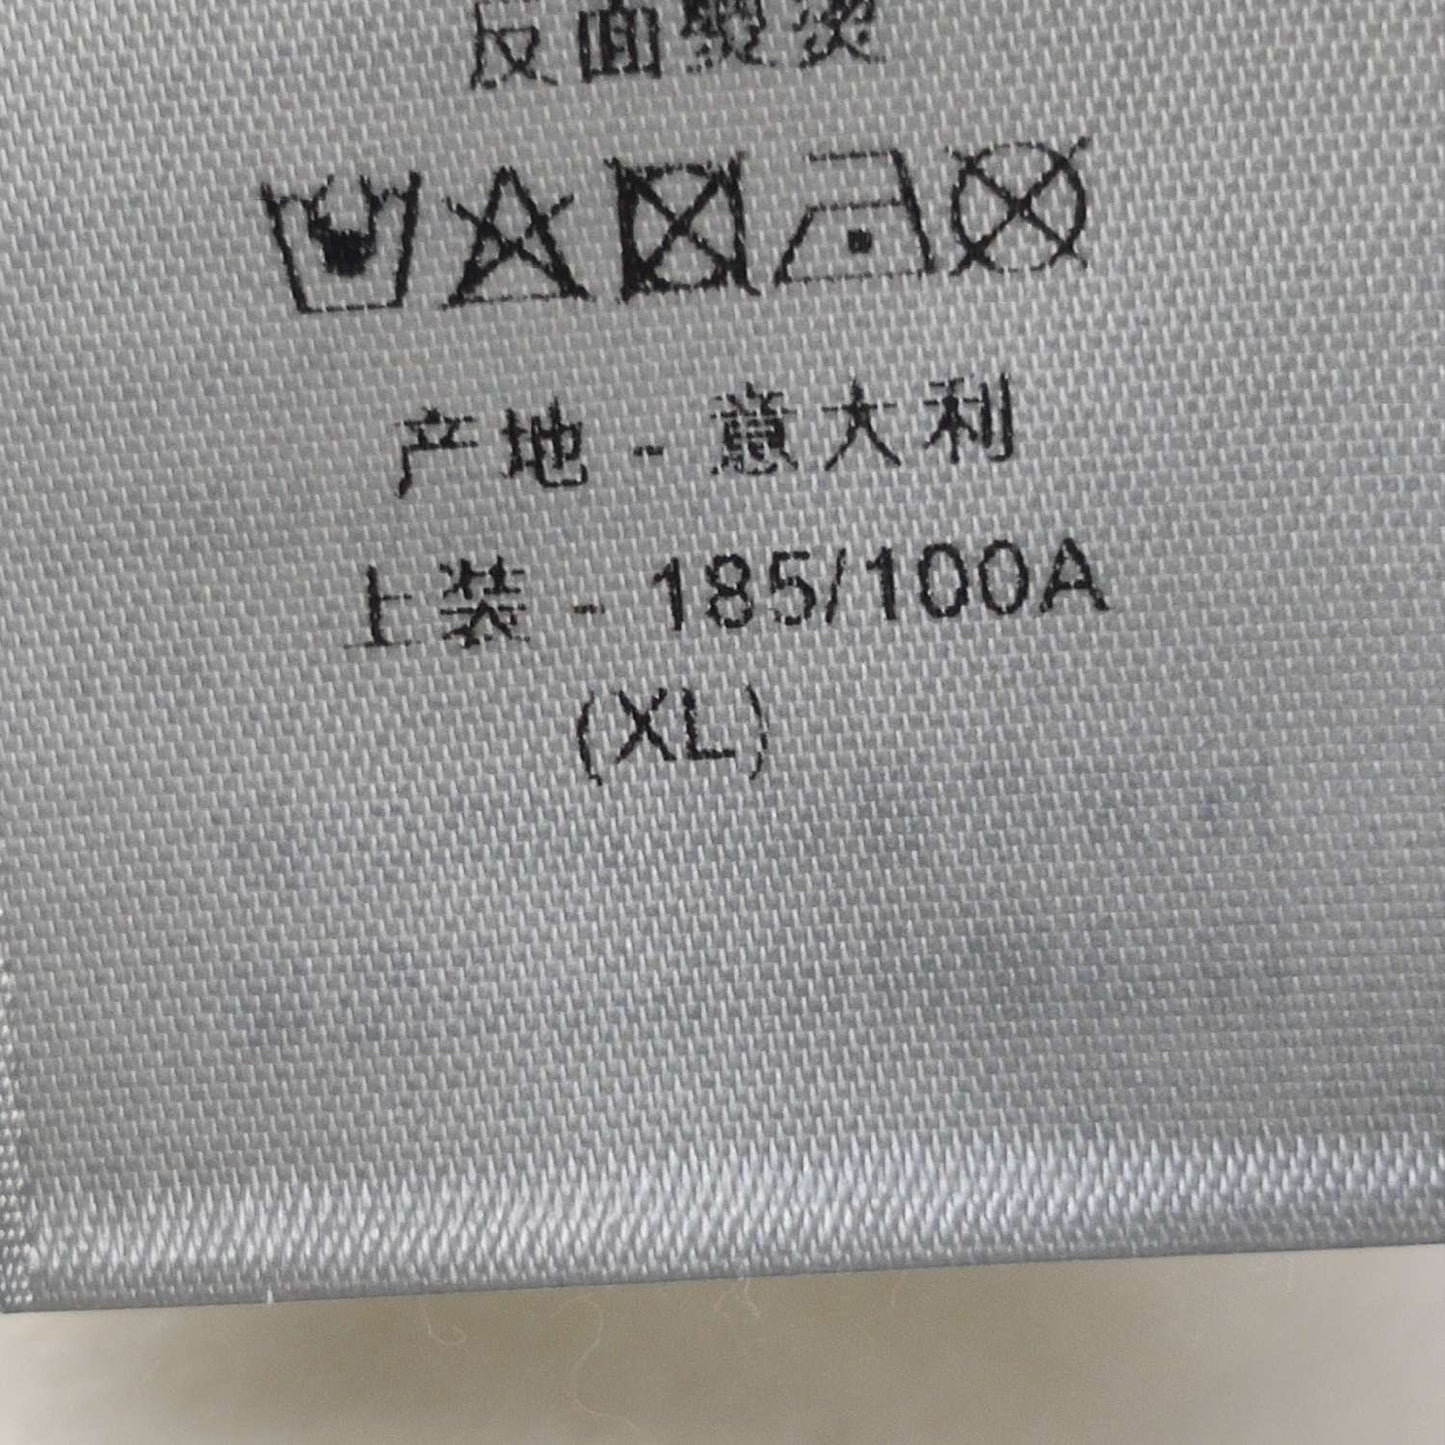 反面熨烫
产地 - 意大利
上装 - 185/100A
(XL)